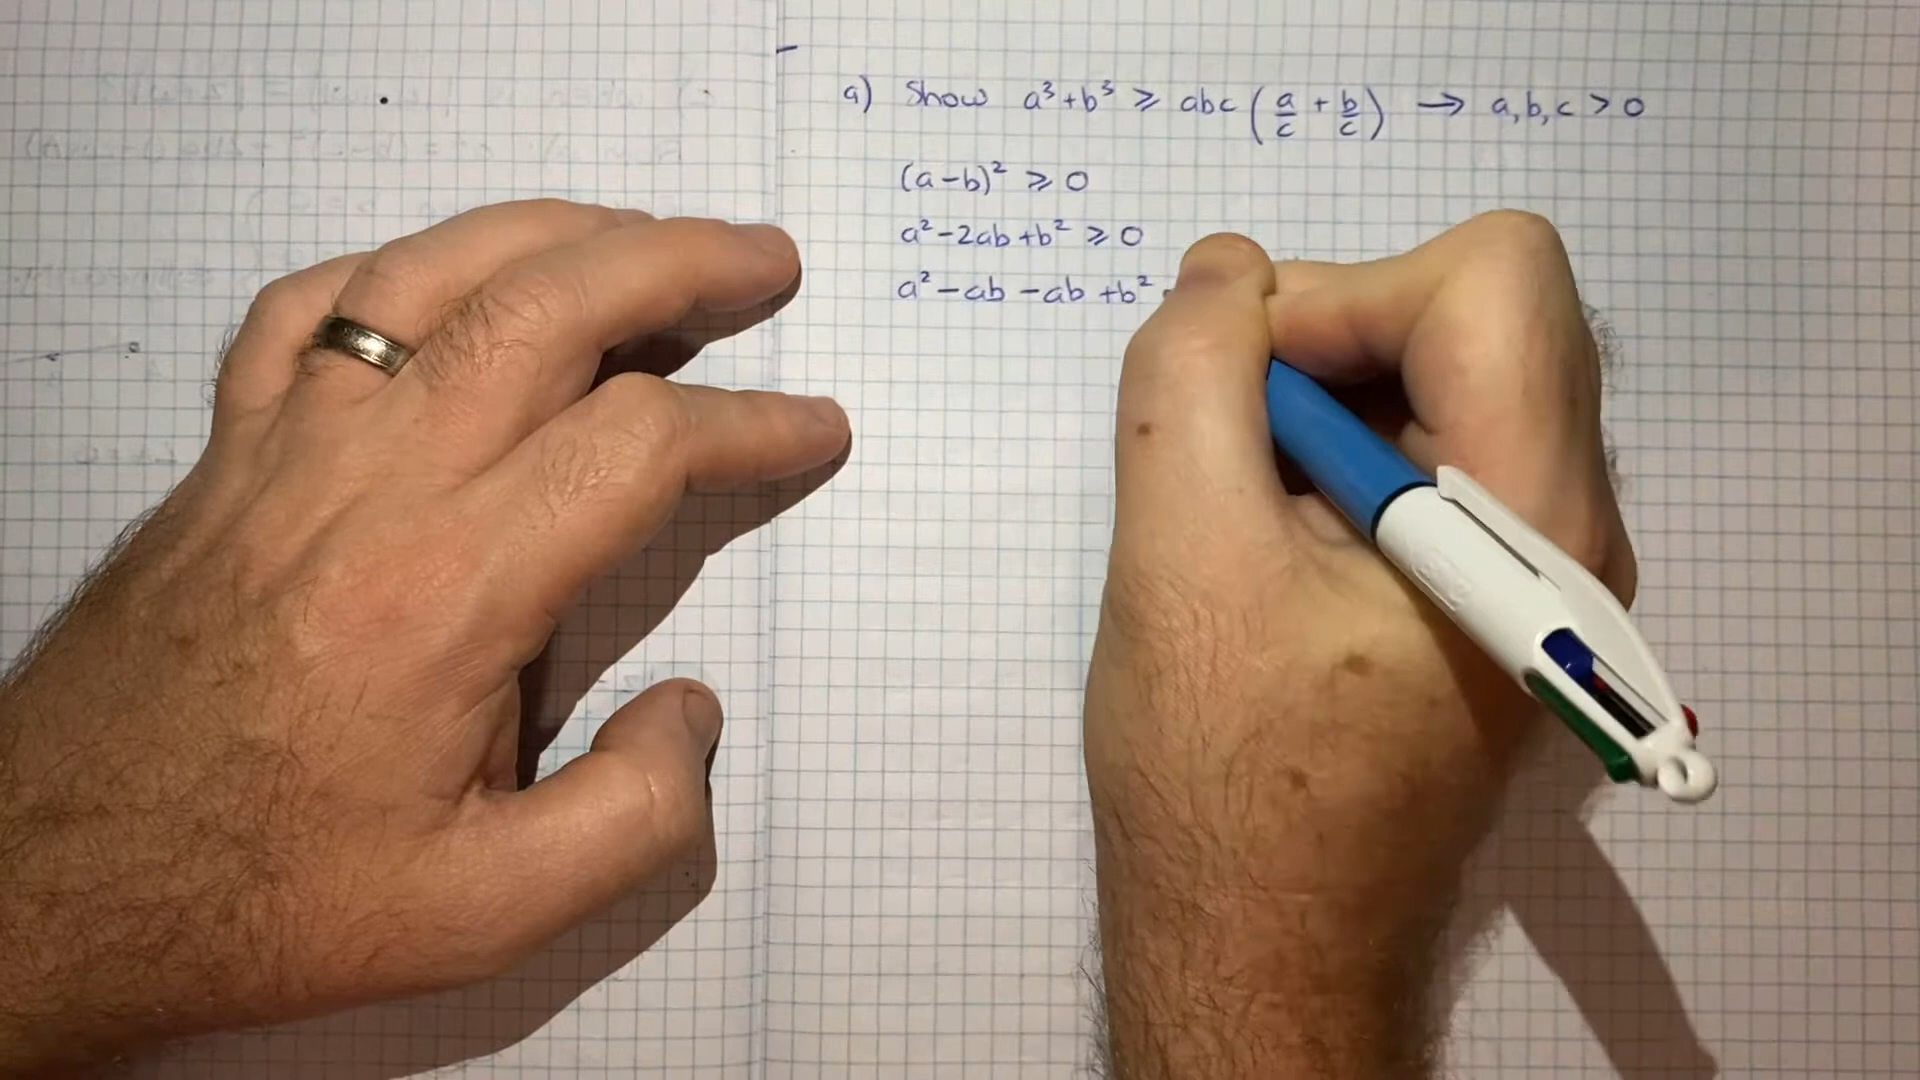 a) Show a³+b³ ⩾ abc (a/c + b/c) → a, b, c > 0
(a-b)² ⩾ 0
a²-2ab+b² ⩾ 0
a²-ab-ab+b²